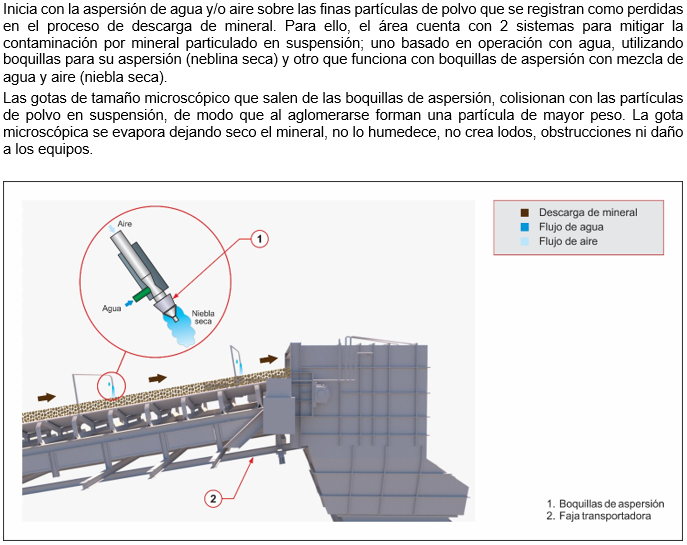 Inicia con la aspersión de agua y/o aire sobre las finas partículas de polvo que se registran como perdidas
en el proceso de descarga de mineral. Para ello, el área cuenta con 2 sistemas para mitigar la
contaminación por mineral particulado en suspensión; uno basado en operación con agua, utilizando
boquillas para su aspersión (neblina seca) y otro que funciona con boquillas de aspersión con mezcla de
agua y aire (niebla seca).
Las gotas de tamaño microscópico que salen de las boquillas de aspersión, colisionan con las partículas
de polvo en suspensión, de modo que al aglomerarse forman una partícula de mayor peso. La gota
microscópica se evapora dejando seco el mineral, no lo humedece, no crea lodos, obstrucciones ni daño
a los equipos.
Aire
1
Agua
Niebla
seca
2
Descarga de mineral
Flujo de agua
Flujo de aire
1. Boquillas de aspersión
2. Faja transportadora